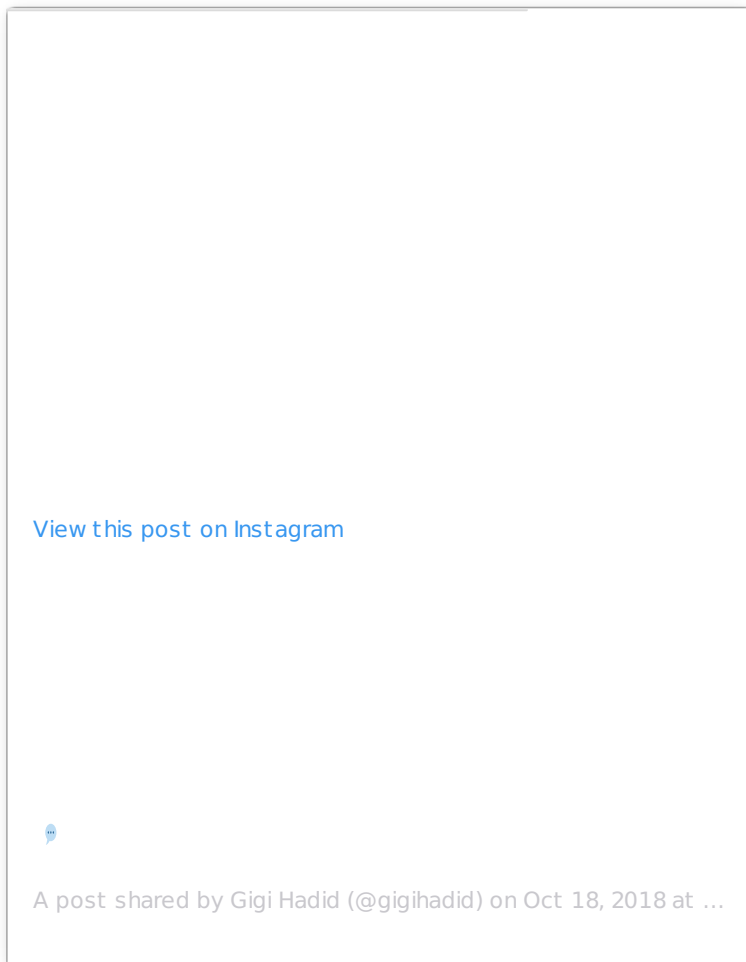 View this post on Instagram
💬
A post shared by Gigi Hadid (@gigihadid) on Oct 18, 2018 at …